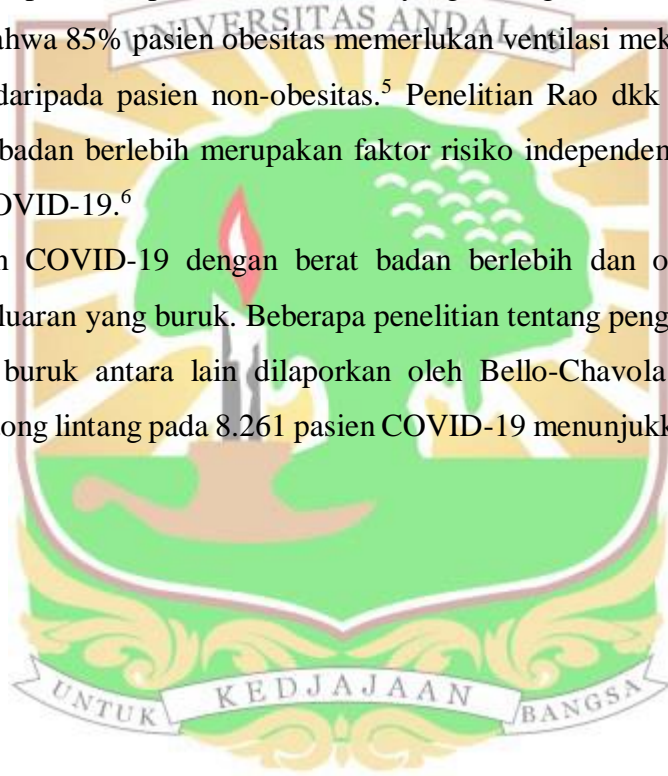 UNIVERSITAS ANDALAS
ahwa 85% pasien obesitas memerlukan ventilasi mek
daripada pasien non-obesitas.⁵ Penelitian Rao dkk
badan berlebih merupakan faktor risiko independen
OVID-19.⁶
n COVID-19 dengan berat badan berlebih dan o
luaran yang buruk. Beberapa penelitian tentang peng
buruk antara lain dilaporkan oleh Bello-Chavola
ong lintang pada 8.261 pasien COVID-19 menunjukk
UNTUK KEDJAJAAN BANGSA